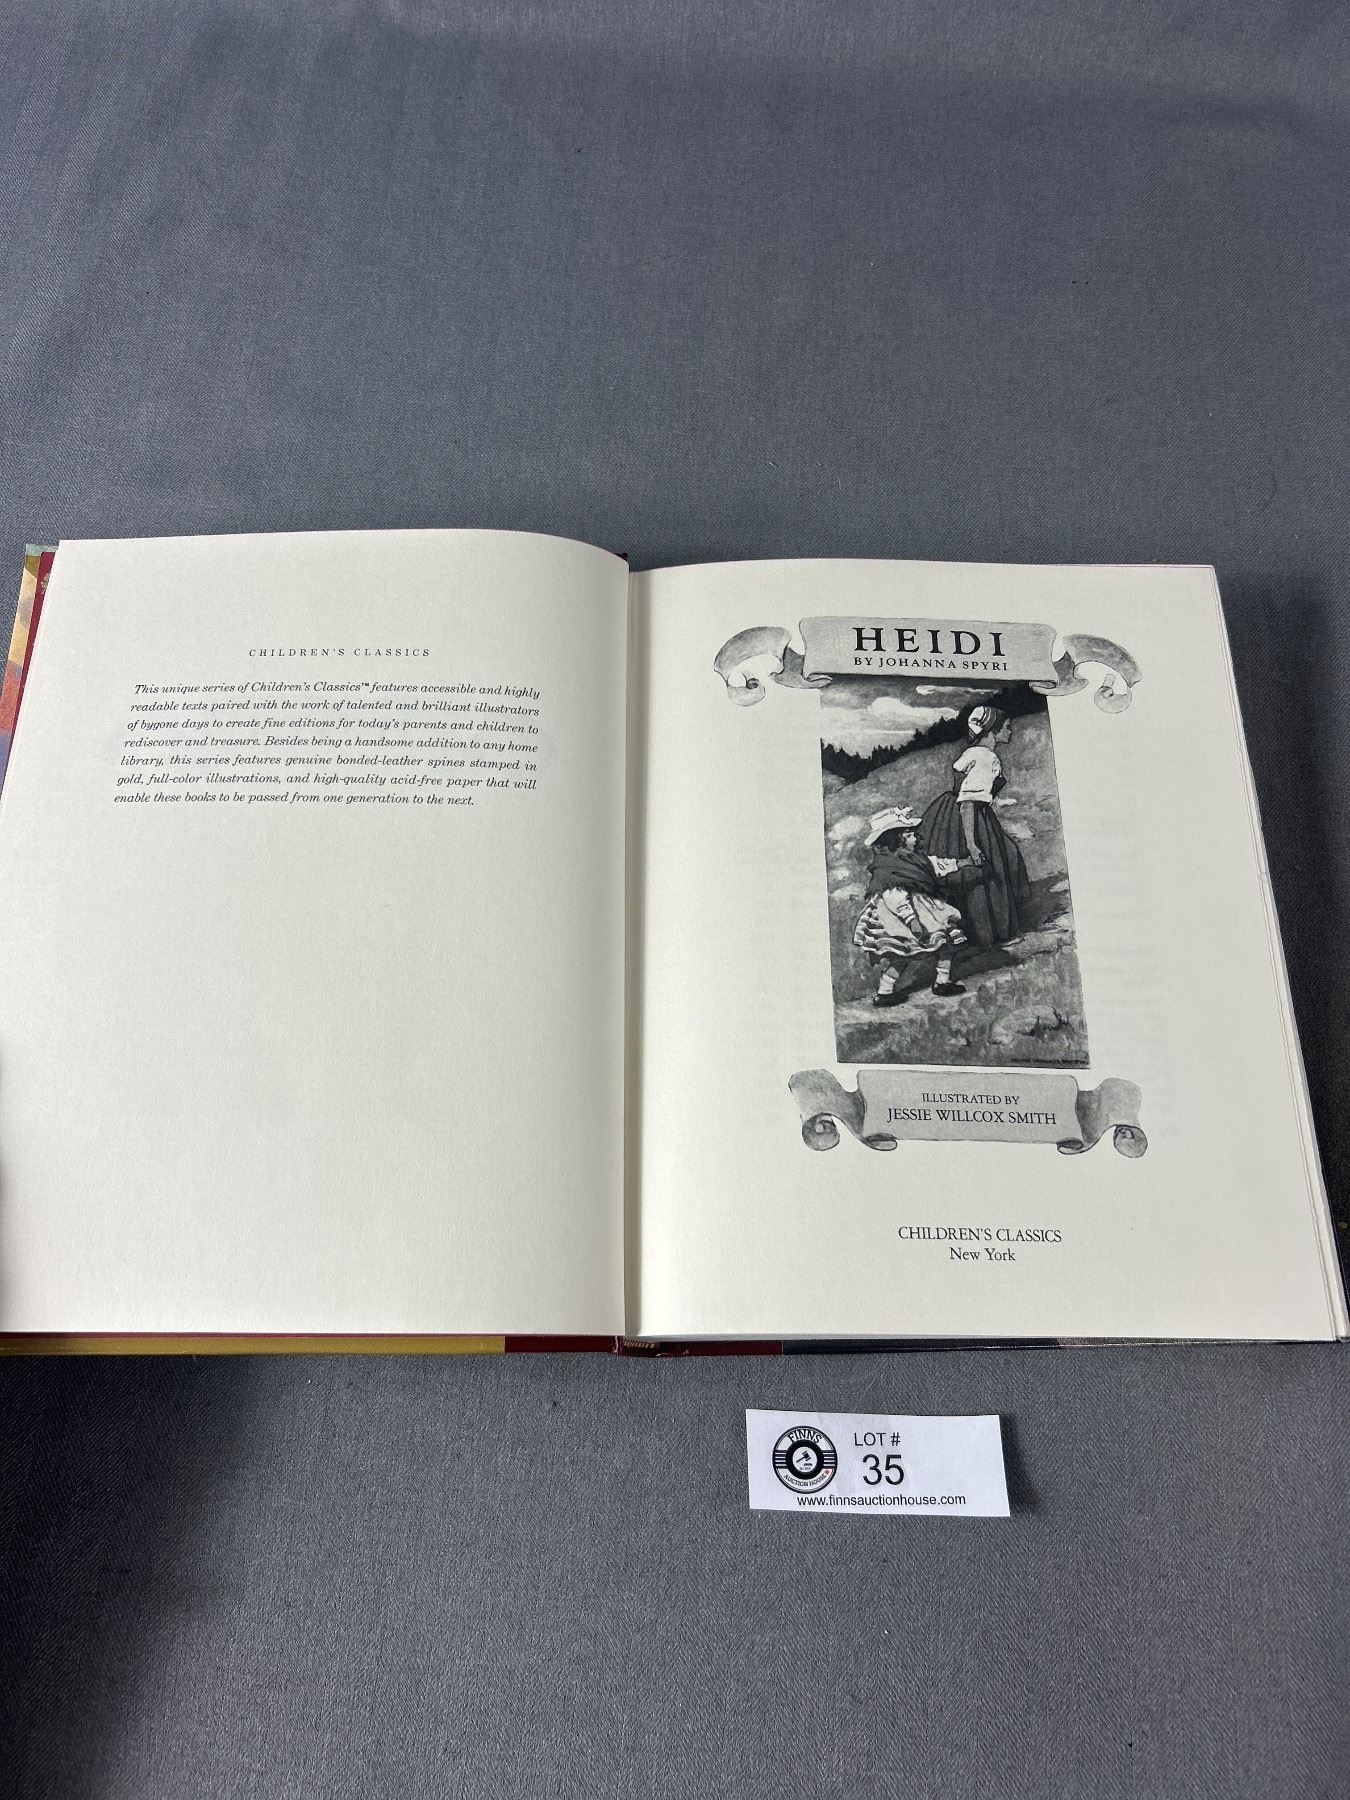 CHILDREN'S CLASSICS
This unique series of Children's Classics™ features accessible and highly
readable texts paired with the work of talented and brilliant illustrators
of bygone days to create fine editions for today's parents and children to
rediscover and treasure. Besides being a handsome addition to any home
library, this series features genuine bonded-leather spines stamped in
gold, full-color illustrations, and high-quality acid-free paper that will
enable these books to be passed from one generation to the next.
HEIDI
BY JOHANNA SPYRI
JESSIE WILLCOX SMITH
ILLUSTRATED BY
JESSIE WILLCOX SMITH
CHILDREN'S CLASSICS
New York
FINNS
AUCTION HOUSE
LOT #
35
www.finnsauctionhouse.com